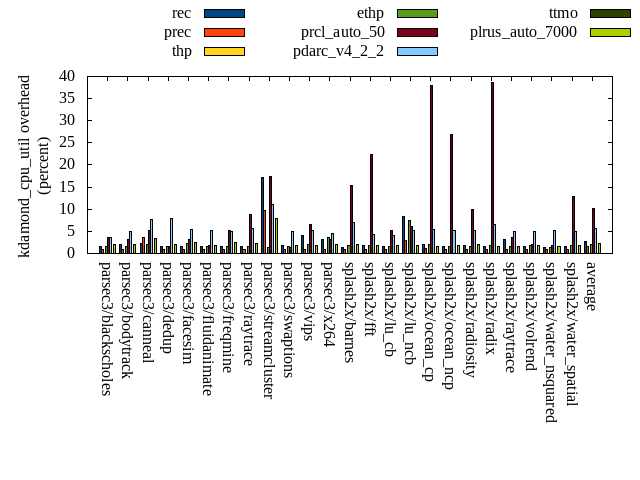 rec
prec
thp
ethp
prcl_auto_50
pdarc_v4_2_2
ttmo
plrus_auto_7000
kdamond_cpu_util overhead
(percent)
40
35
30
25
20
15
10
5
0
parsec3/blackscholes
parsec3/bodytrack
parsec3/canneal
parsec3/dedup
parsec3/facesim
parsec3/fluidanimate
parsec3/freqmine
parsec3/raytrace
parsec3/streamcluster
parsec3/swaptions
parsec3/vips
parsec3/x264
splash2x/barnes
splash2x/fft
splash2x/lu_cb
splash2x/lu_ncb
splash2x/ocean_cp
splash2x/ocean_ncp
splash2x/radiosity
splash2x/radix
splash2x/raytrace
splash2x/volrend
splash2x/water_nsquared
splash2x/water_spatial
average